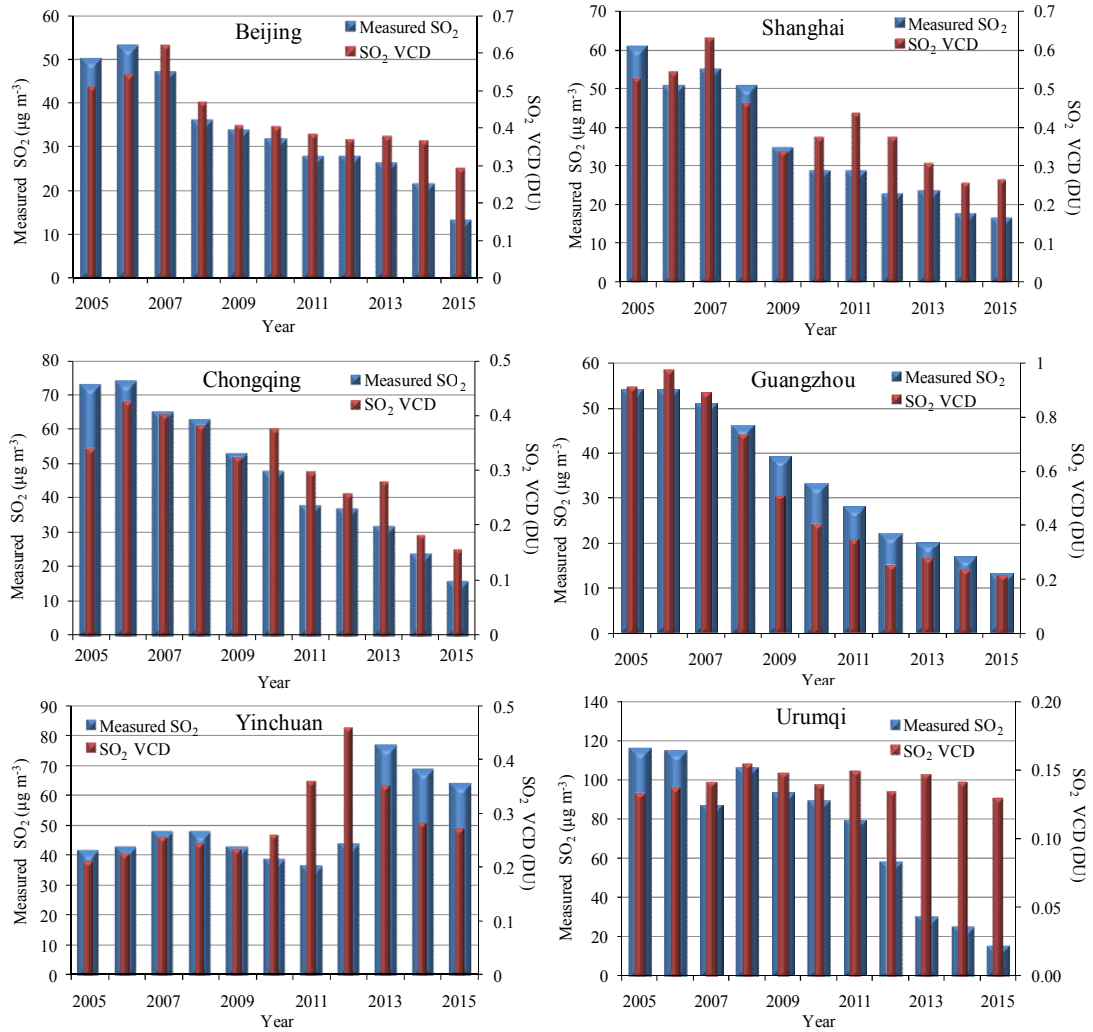 Beijing
Measured SO2
SO2 VCD
Measured SO2 (µg m-3)
60
50
40
30
20
10
0
0.7
0.6
0.5
0.4
0.3
0.2
0.1
0
SO2 VCD (DU)
2005 2007 2009 2011 2013 2015
Year
Shanghai
Measured SO2
SO2 VCD
Measured SO2 (µg m-3)
70
60
50
40
30
20
10
0
0.7
0.6
0.5
0.4
0.3
0.2
0.1
0
SO2 VCD (DU)
2005 2007 2009 2011 2013 2015
Year
Chongqing
Measured SO2
SO2 VCD
Measured SO2 (µg m-3)
80
70
60
50
40
30
20
10
0
0.5
0.4
0.3
0.2
0.1
0
SO2 VCD (DU)
2005 2007 2009 2011 2013 2015
Year
Guangzhou
Measured SO2
SO2 VCD
Measured SO2 (µg m-3)
60
50
40
30
20
10
0
1
0.8
0.6
0.4
0.2
0
SO2 VCD (DU)
2005 2007 2009 2011 2013 2015
Year
Yinchuan
Measured SO2
SO2 VCD
Measured SO2 (µg m-3)
90
80
70
60
50
40
30
20
10
0
0.5
0.4
0.3
0.2
0.1
0
SO2 VCD (DU)
2005 2007 2009 2011 2013 2015
Year
Urumqi
Measured SO2
SO2 VCD
Measured SO2 (µg m-3)
140
120
100
80
60
40
20
0
0.20
0.15
0.10
0.05
0.00
SO2 VCD (DU)
2005 2007 2009 2011 2013 2015
Year